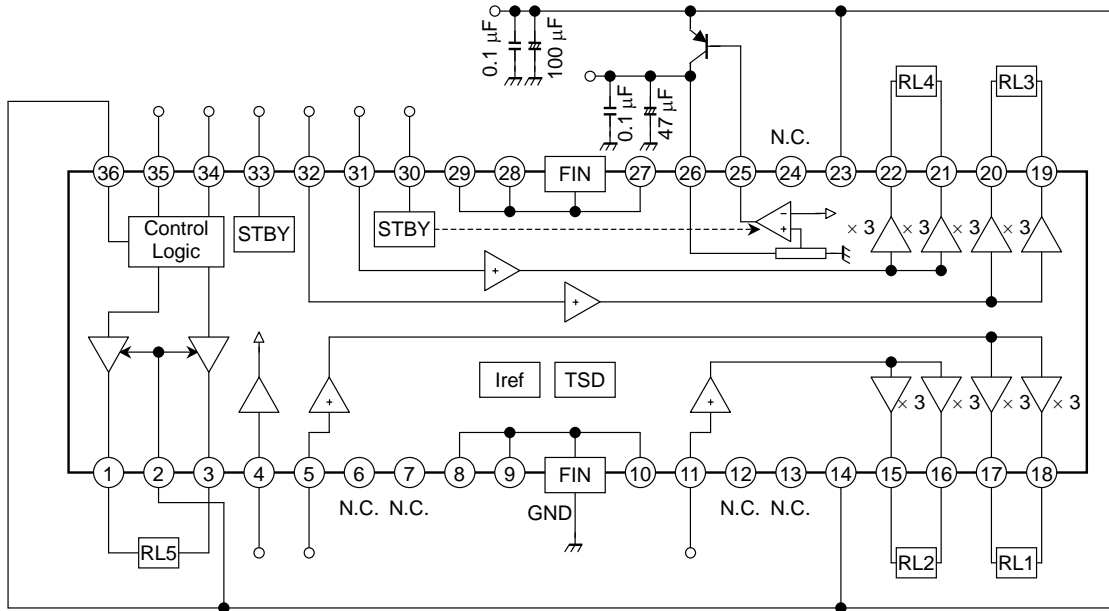 0.1 μF
100 μF
0.1 μF
47 μF
RL4
RL3
N.C.
36 35 34 33 32 31 30 29 28 FIN 27 26 25 24 23 22 21 20 19
Control
Logic
STBY
STBY
−
+
× 3 × 3 × 3 × 3
+
+
Iref
TSD
+
+
× 3 × 3 × 3 × 3
1 2 3 4 5 6 7 8 9 FIN 10 11 12 13 14 15 16 17 18
N.C. N.C.
GND
N.C. N.C.
RL5
RL2
RL1